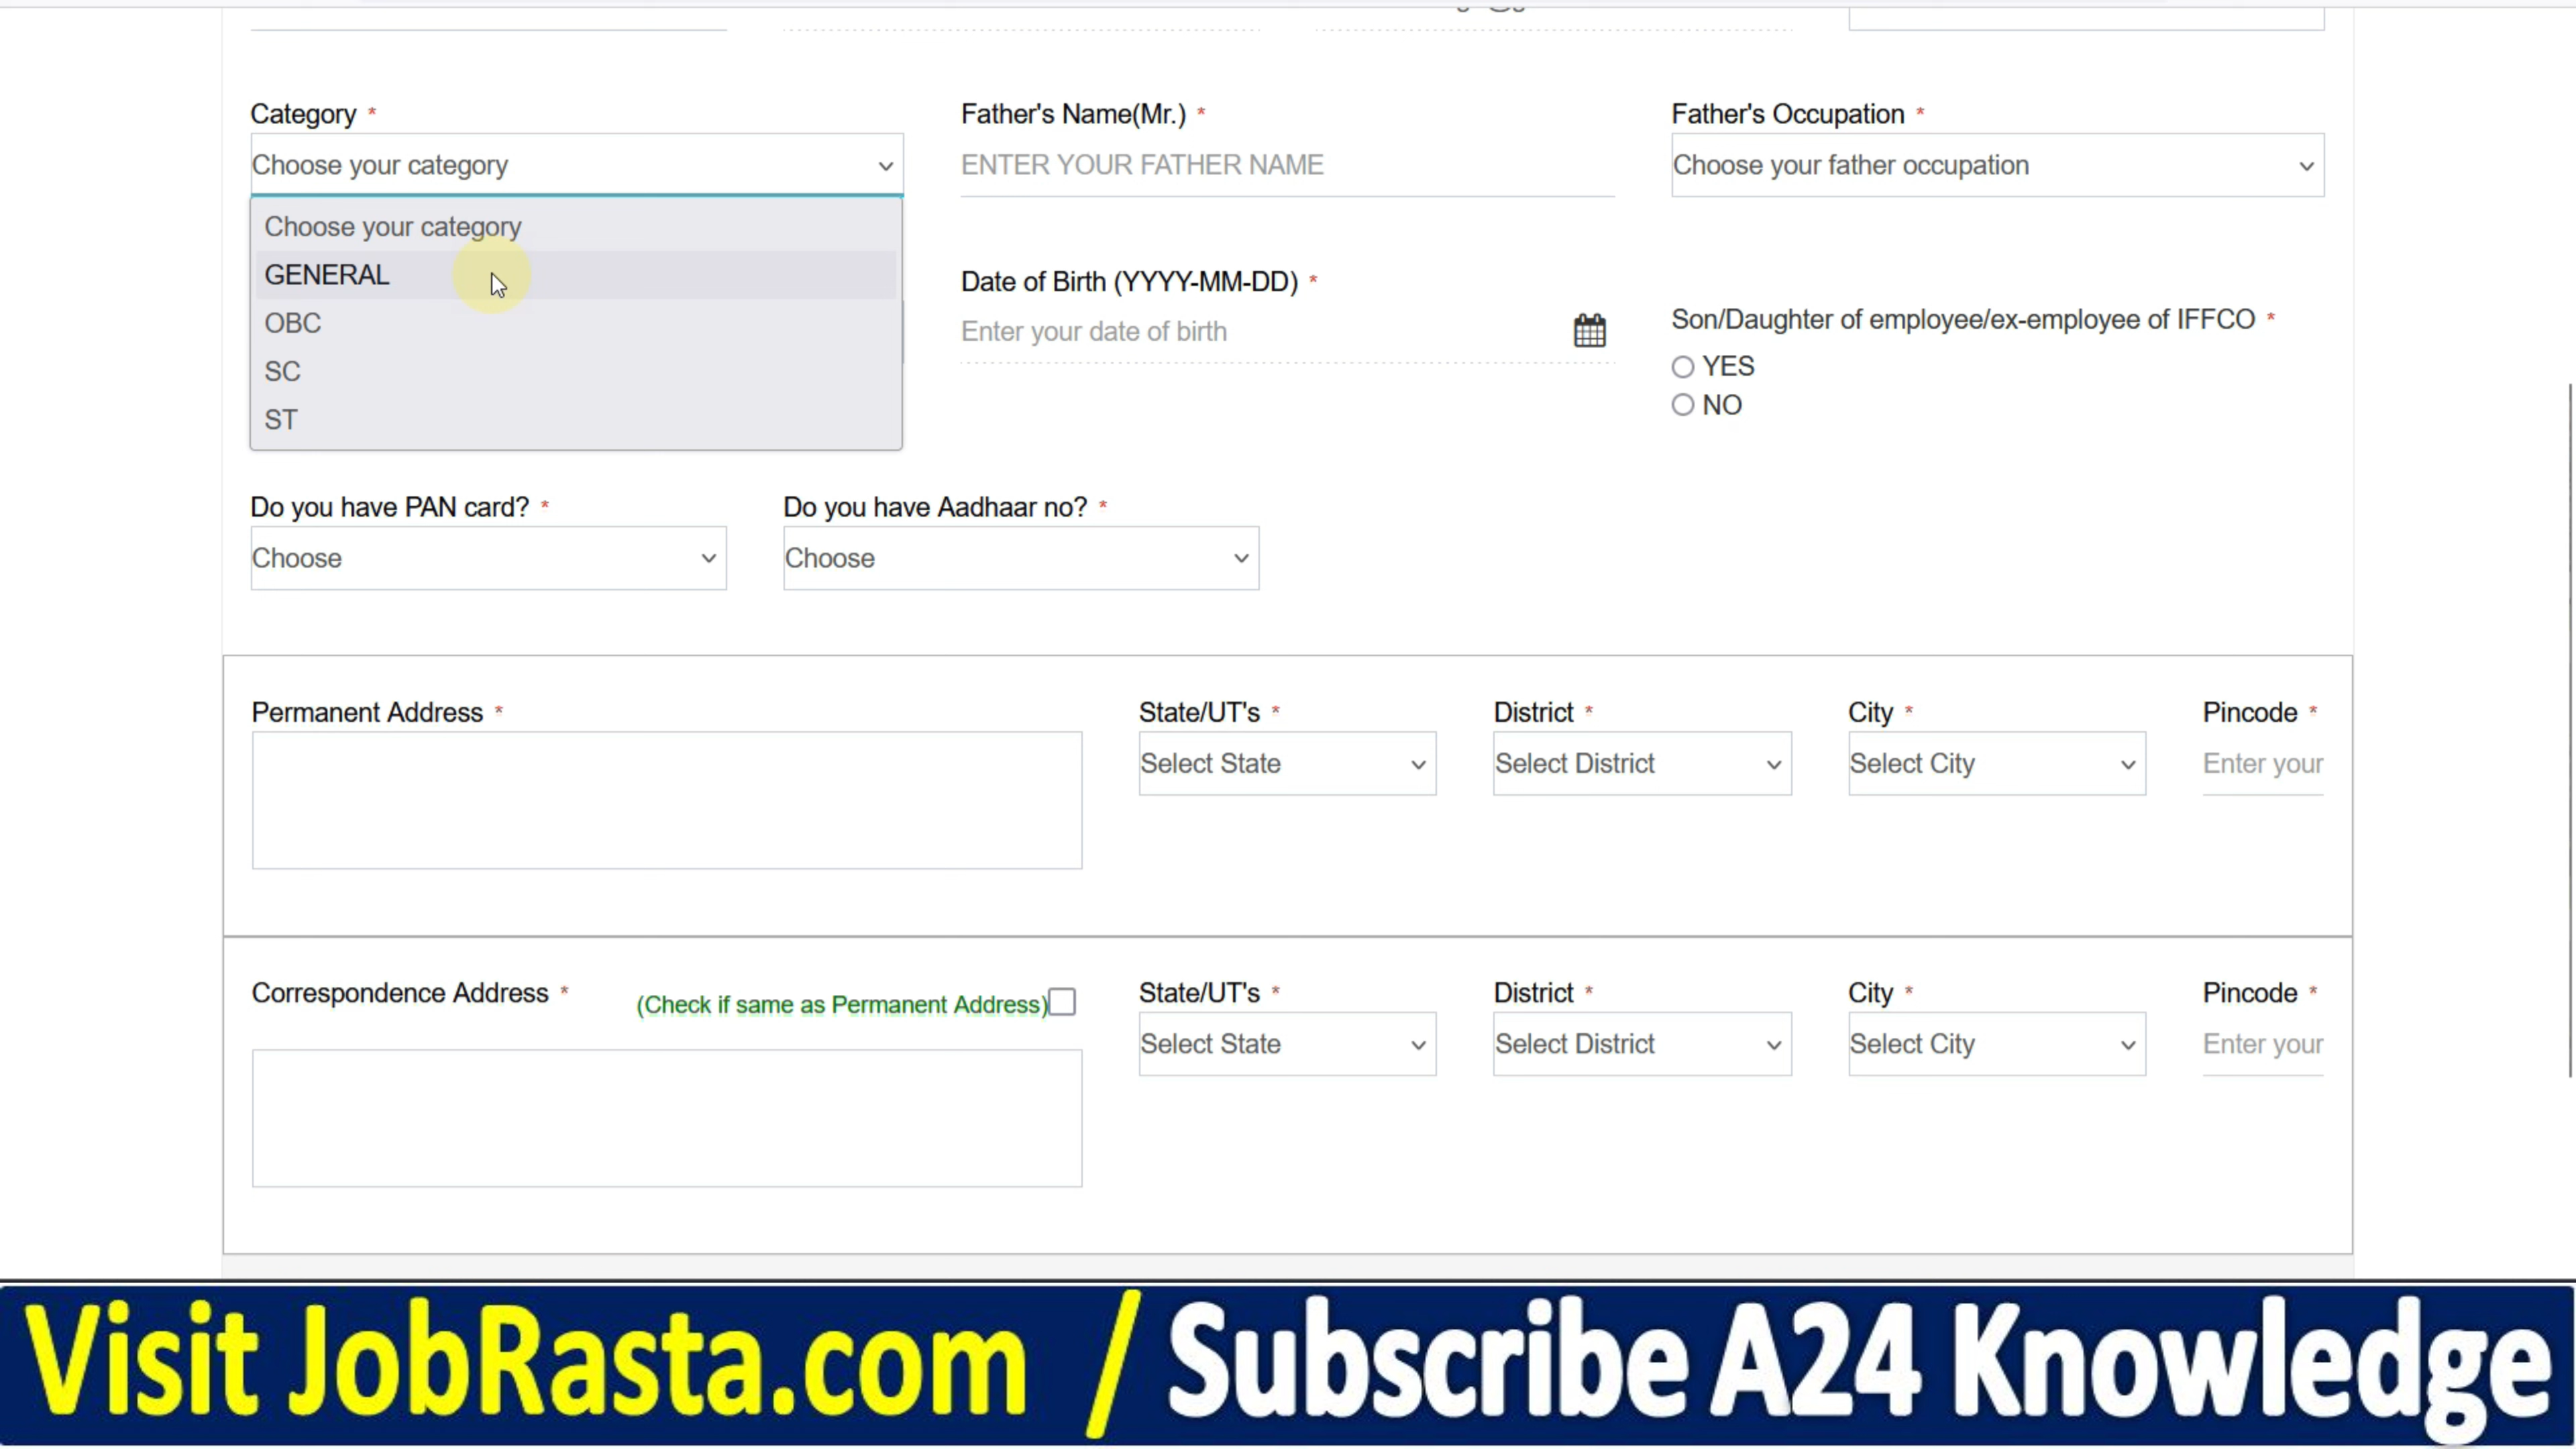 Category *
Father's Name(Mr.) *
Father's Occupation *
Choose your category
ENTER YOUR FATHER NAME
Choose your father occupation
Choose your category
GENERAL
OBC
SC
ST
Date of Birth (YYYY-MM-DD) *
Enter your date of birth
Son/Daughter of employee/ex-employee of IFFCO *
YES
NO
Do you have PAN card? *
Do you have Aadhaar no? *
Choose
Choose
Permanent Address *
State/UT's *
District *
City *
Pincode *
Select State
Select District
Select City
Enter your
Correspondence Address *
(Check if same as Permanent Address)
State/UT's *
District *
City *
Pincode *
Select State
Select District
Select City
Enter your
Visit JobRasta.com / Subscribe A24 Knowledge